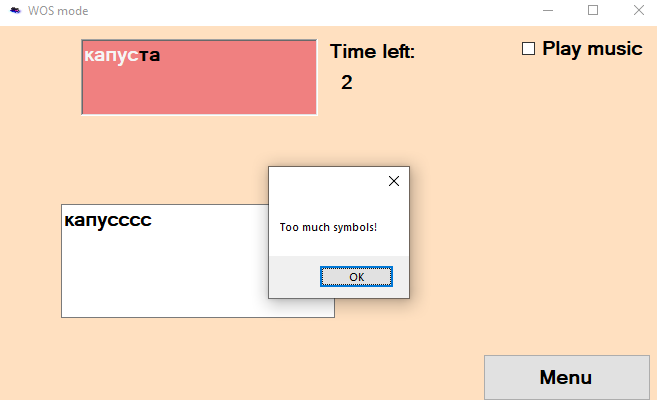 WOS mode
капуста
Time left:
2
Play music
капусссс
Too much symbols!
OK
Menu